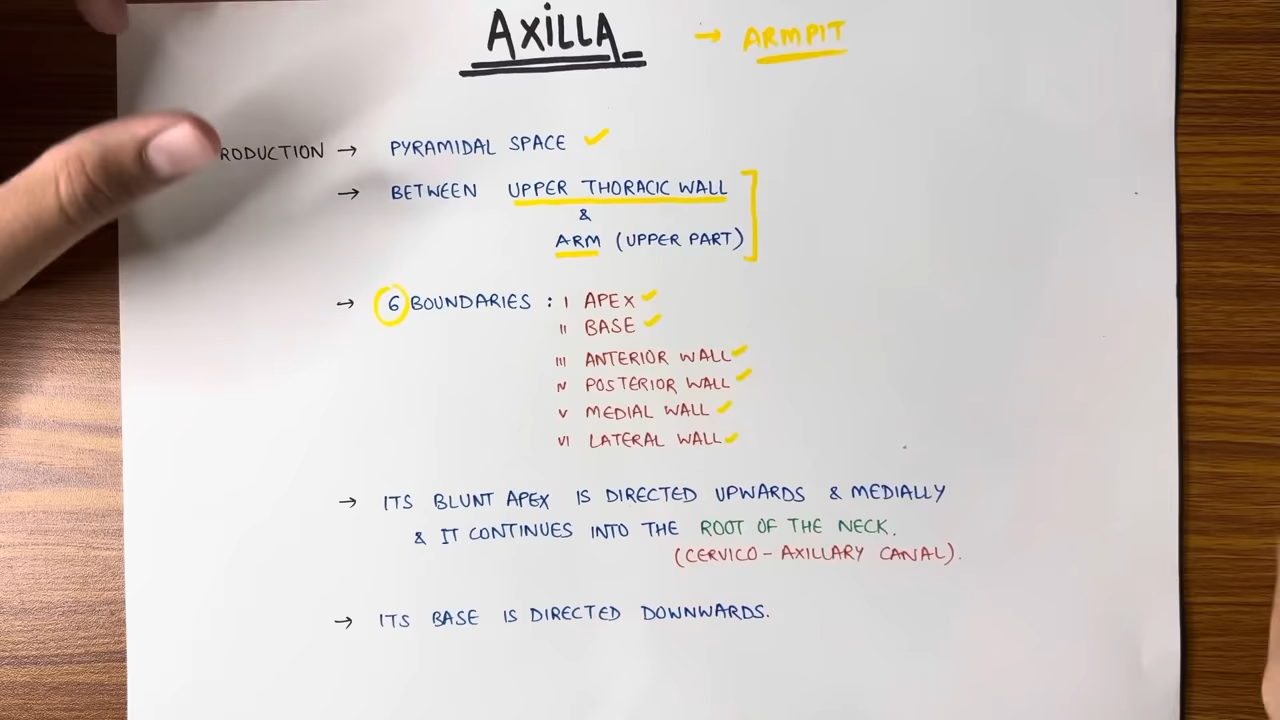 AXILLA → ARMPIT
RODUCTION → PYRAMIDAL SPACE ✓
→ BETWEEN UPPER THORACIC WALL
&
ARM (UPPER PART)
→ 6 BOUNDARIES : I APEX ✓
II BASE ✓
III ANTERIOR WALL ✓
IV POSTERIOR WALL ✓
V MEDIAL WALL ✓
VI LATERAL WALL ✓
→ ITS BLUNT APEX IS DIRECTED UPWARDS & MEDIALLY
& IT CONTINUES INTO THE ROOT OF THE NECK.
(CERVICO-AXILLARY CANAL).
→ ITS BASE IS DIRECTED DOWNWARDS.